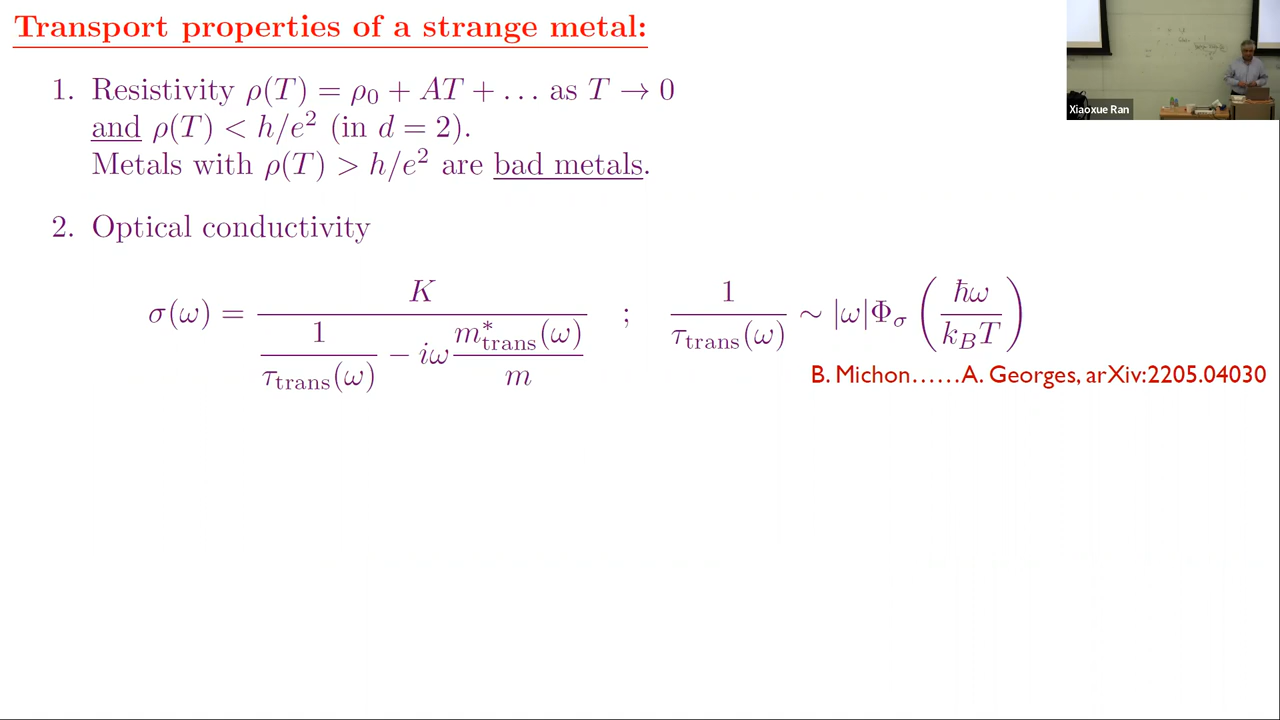 Transport properties of a strange metal:
1. Resistivity ρ(T) = ρ₀ + AT + … as T → 0
and ρ(T) < h/e² (in d = 2).
Metals with ρ(T) > h/e² are bad metals.
2. Optical conductivity
σ(ω) = K / (1/τ_trans(ω) − iω m*_trans(ω)/m) ; 1/τ_trans(ω) ∼ |ω|Φ_σ(ℏω/k_BT)
B. Michon……A. Georges, arXiv:2205.04030
Xiaoxue Ran